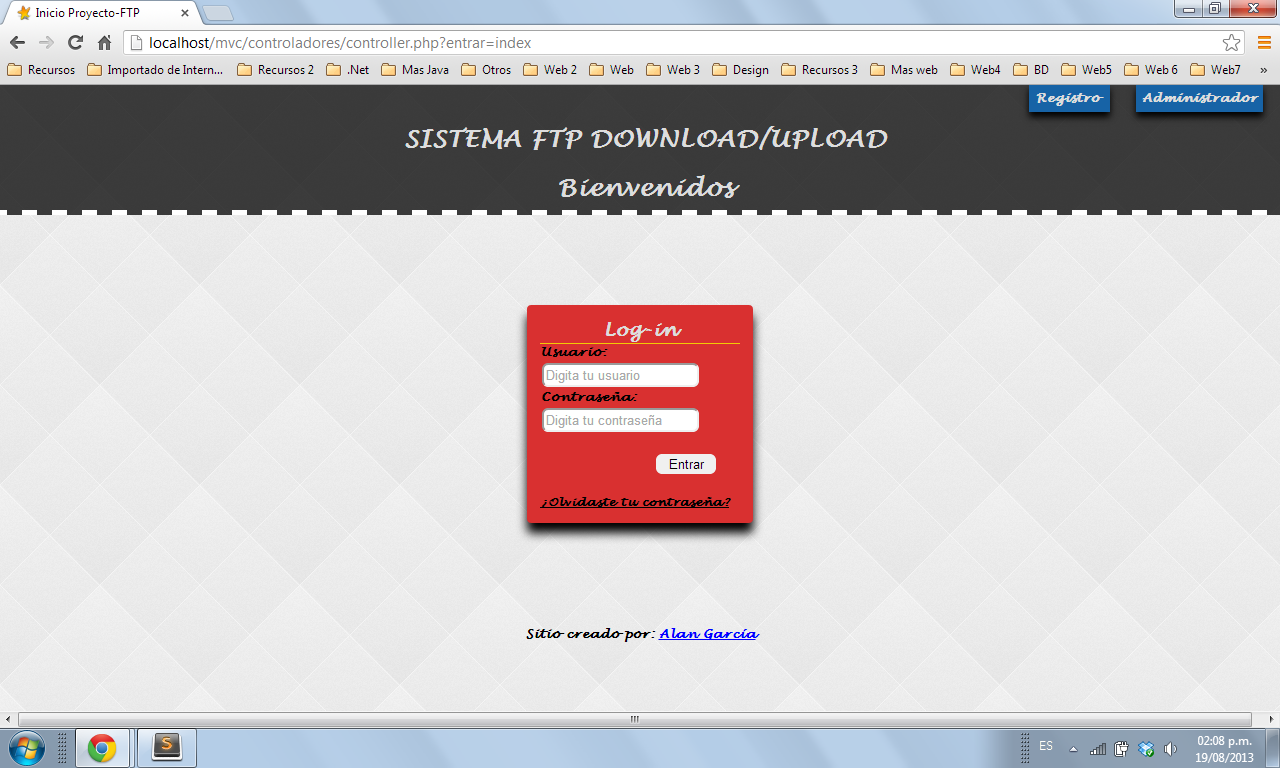 Inicio Proyecto-FTP
localhost/mvc/controladores/controller.php?entrar=index
Recursos Importado de Intern... Recursos 2 .Net Mas Java Otros Web 2 Web Web 3 Design Recursos 3 Mas web Web4 BD Web5 Web 6 Web7 »
Registro Administrador
SISTEMA FTP DOWNLOAD/UPLOAD
Bienvenidos
Log-in
Usuario:
Digita tu usuario
Contraseña:
Digita tu contraseña
Entrar
¿Olvidaste tu contraseña?
Sitio creado por: Alan García
ES
02:08 p.m.
19/08/2013